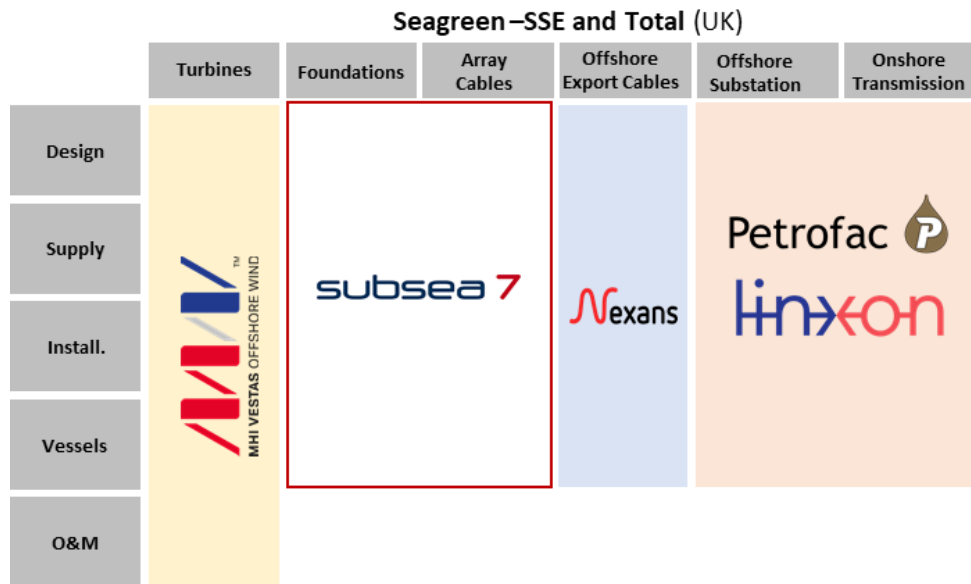 Seagreen –SSE and Total (UK)
Turbines
Foundations
Array
Cables
Offshore
Export Cables
Offshore
Substation
Onshore
Transmission
Design
Supply
Install.
Vessels
O&M
MHI VESTAS OFFSHORE WIND™
subsea 7
Nexans
Petrofac P
linxon